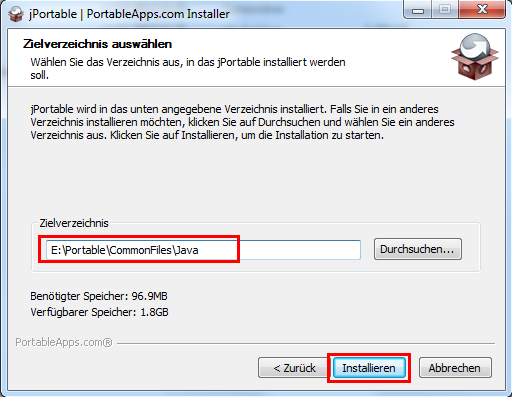 jPortable | PortableApps.com Installer
Zielverzeichnis auswählen
Wählen Sie das Verzeichnis aus, in das jPortable installiert werden
soll.
jPortable wird in das unten angegebene Verzeichnis installiert. Falls Sie in ein anderes
Verzeichnis installieren möchten, klicken Sie auf Durchsuchen und wählen Sie ein anderes
Verzeichnis aus. Klicken Sie auf Installieren, um die Installation zu starten.
Zielverzeichnis
E:\Portable\CommonFiles\Java
Durchsuchen...
Benötigter Speicher: 96.9MB
Verfügbarer Speicher: 1.8GB
PortableApps.com®
< Zurück
Installieren
Abbrechen